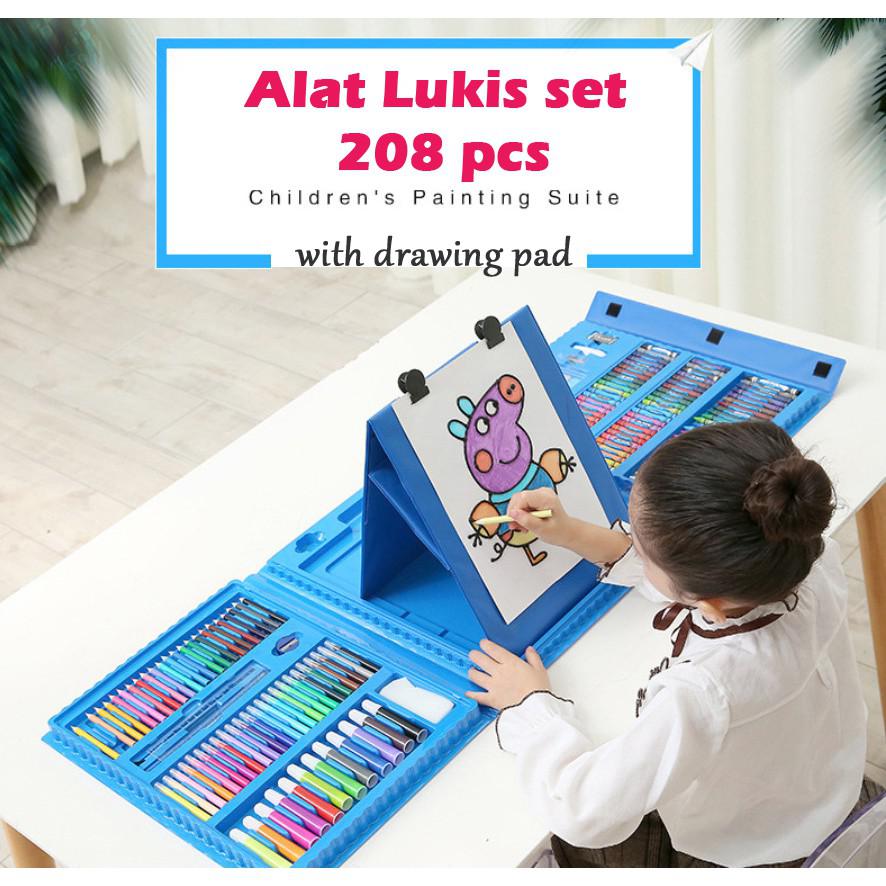 Alat Lukis set
208 pcs
Children's Painting Suite
with drawing pad